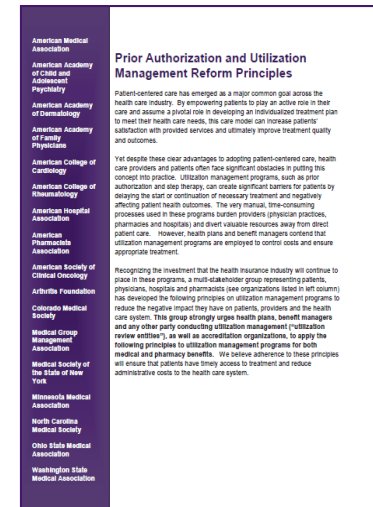 American Medical
Association
American Academy
of Child and
Adolescent
Psychiatry
American Academy
of Dermatology
American Academy
of Family
Physicians
American College of
Cardiology
American College of
Rheumatology
American Hospital
Association
American
Pharmacists
Association
American Society of
Clinical Oncology
Arthritis Foundation
Colorado Medical
Society
Medical Group
Management
Association
Medical Society of
the State of New
York
Minnesota Medical
Association
North Carolina
Medical Society
Ohio State Medical
Association
Washington State
Medical Association
Prior Authorization and Utilization
Management Reform Principles
Patient-centered care has emerged as a major common goal across the
health care industry. By empowering patients to play an active role in their
care and assume a pivotal role in developing an individualized treatment plan
to meet their health care needs, this care model can increase patients'
satisfaction with provided services and ultimately improve treatment quality
and outcomes.
Yet despite these clear advantages to adopting patient-centered care, health
care providers and patients often face significant obstacles in putting this
concept into practice. Utilization management programs, such as prior
authorization and step therapy, can create significant barriers for patients by
delaying the start or continuation of necessary treatment and negatively
affecting patient health outcomes. The very manual, time-consuming
processes used in these programs burden providers (physician practices,
pharmacies and hospitals) and divert valuable resources away from direct
patient care. However, health plans and benefit managers contend that
utilization management programs are employed to control costs and ensure
appropriate treatment.
Recognizing the investment that the health insurance industry will continue to
place in these programs, a multi-stakeholder group representing patients,
physicians, hospitals and pharmacists (see organizations listed in left column)
has developed the following principles on utilization management programs to
reduce the negative impact they have on patients, providers and the health
care system. This group strongly urges health plans, benefit managers
and any other party conducting utilization management ("utilization
review entities"), as well as accreditation organizations, to apply the
following principles to utilization management programs for both
medical and pharmacy benefits. We believe adherence to these principles
will ensure that patients have timely access to treatment and reduce
administrative costs to the health care system.